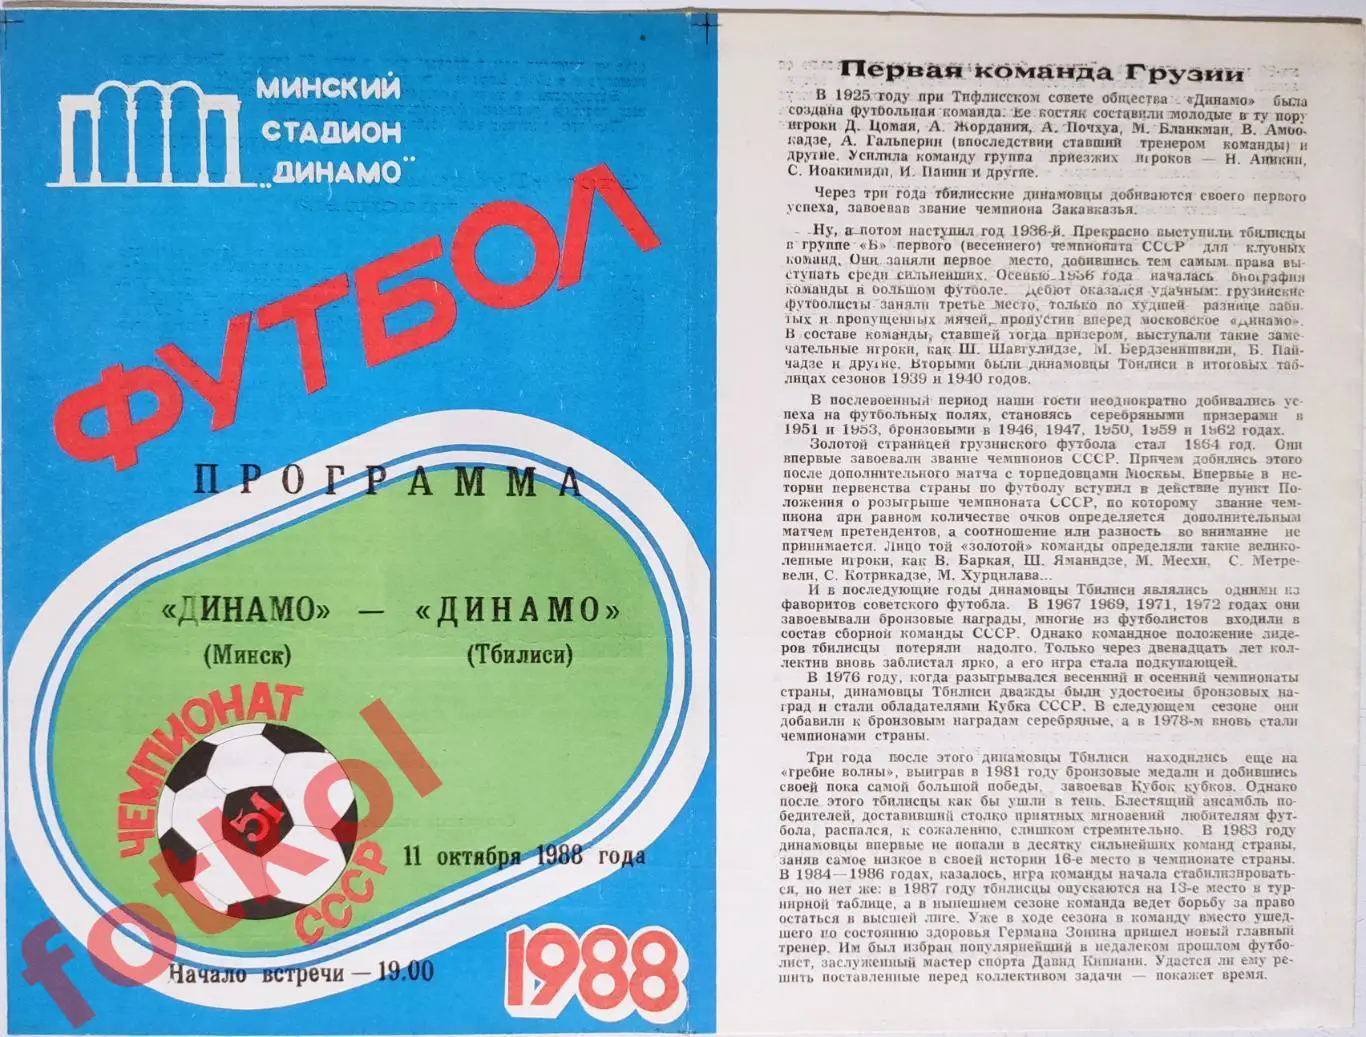 МИНСКИЙ
СТАДИОН
„ДИНАМО"
ФУТБОЛ
ПРОГРАММА
«ДИНАМО» — «ДИНАМО»
(Минск) (Тбилиси)
ЧЕМПИОНАТ
51
СССР
11 октября 1988 года
Начало встречи — 19.00
1988
fotkol
Первая команда Грузии
В 1925 году при Тифлисском совете общества «Динамо» была
создана футбольная команда. Ее костяк составили молодые в ту пору
игроки Д. Цомая, А. Жордания, А. Почхуа, М. Бланкман, В. Амбо-
кадзе, А. Гальперин (впоследствии ставший тренером команды) и
другие. Усилила команду группа приезжих игроков — Н. Аникин,
С. Иоакимиди, И. Панин и другие.
Через три года тбилисские динамовцы добиваются своего первого
успеха, завоевав звание чемпиона Закавказья.
Ну, а потом наступил год 1936-й. Прекрасно выступили тбилисцы
в группе «Б» первого (весеннего) чемпионата СССР для клубных
команд. Они заняли первое место, добившись тем самым права вы-
ступать среди сильнейших. Осенью 1936 года началась биография
команды в большом футболе. Дебют оказался удачным: грузинские
футболисты заняли третье место, только по худшей разнице заби-
тых и пропущенных мячей, пропустив вперед московское «Динамо».
В составе команды, ставшей тогда призером, выступали такие заме-
чательные игроки, как Ш. Шавгулидзе, М. Бердзенишвили, Б. Пай-
чадзе и другие. Вторыми были динамовцы Тбилиси в итоговых таб-
лицах сезонов 1939 и 1940 годов.
В послевоенный период наши гости неоднократно добивались ус-
пеха на футбольных полях, становясь серебряными призерами в
1951 и 1953, бронзовыми в 1946, 1947, 1950, 1959 и 1962 годах.
Золотой страницей грузинского футбола стал 1964 год. Они
впервые завоевали звание чемпионов СССР. Причем добились этого
после дополнительного матча с торпедовцами Москвы. Впервые в ис-
тории первенства страны по футболу вступил в действие пункт По-
ложения о розыгрыше чемпионата СССР, по которому звание чем-
пиона при равном количестве очков определяется дополнительным
матчем претендентов, а соотношение или разность во внимание не
принимается. Лицо той «золотой» команды определяли такие велико-
лепные игроки, как В. Баркая, Ш. Яманидзе, М. Месхи, С. Метре-
вели, С. Котрикадзе, М. Хурцилава...
И в последующие годы динамовцы Тбилиси являлись одними из
фаворитов советского футбола. В 1967 1969, 1971, 1972 годах они
завоевывали бронзовые награды, многие из футболистов входили в
состав сборной команды СССР. Однако командное положение лиде-
ров тбилисцы потеряли надолго. Только через двенадцать лет кол-
лектив вновь заблистал ярко, а его игра стала подкупающей.
В 1976 году, когда разыгрывался весенний и осенний чемпионаты
страны, динамовцы Тбилиси дважды были удостоены бронзовых на-
град и стали обладателями Кубка СССР. В следующем сезоне они
добавили к бронзовым наградам серебряные, а в 1978-м вновь стали
чемпионами страны.
Три года после этого динамовцы Тбилиси находились еще на
«гребне волны», выиграв в 1981 году бронзовые медали и добившись
своей пока самой большой победы, завоевав Кубок кубков. Однако
после этого тбилисцы как бы ушли в тень. Блестящий ансамбль по-
бедителей, доставивший столько приятных мгновений любителям фут-
бола, распался, к сожалению, слишком стремительно. В 1983 году
динамовцы впервые не попали в десятку сильнейших команд страны,
заняв самое низкое в своей истории 16-е место в чемпионате страны.
В 1984—1986 годах, казалось, игра команды начала стабилизировать-
ся, но нет же: в 1987 году тбилисцы опускаются на 13-е место в тур-
нирной таблице, а в нынешнем сезоне команда ведет борьбу за право
остаться в высшей лиге. Уже в ходе сезона в команду вместо ушед-
шего по состоянию здоровья Германа Зонина пришел новый главный
тренер. Им был избран популярнейший в недалеком прошлом футбо-
лист, заслуженный мастер спорта Давид Кипиани. Удастся ли ему ре-
шить поставленные перед коллективом задачи — покажет время.